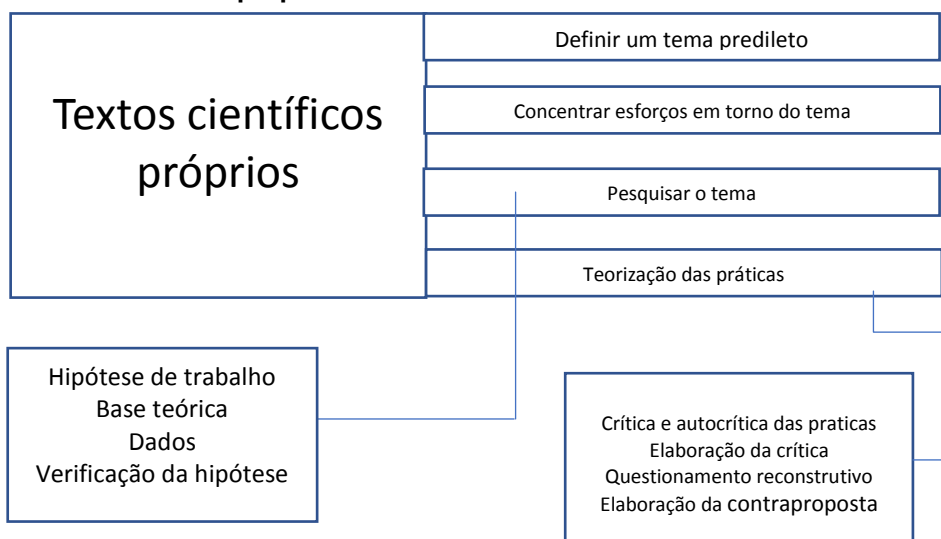 Textos científicos
próprios
Definir um tema predileto
Concentrar esforços em torno do tema
Pesquisar o tema
Teorização das práticas
Hipótese de trabalho
Base teórica
Dados
Verificação da hipótese
Crítica e autocrítica das praticas
Elaboração da crítica
Questionamento reconstrutivo
Elaboração da contraproposta